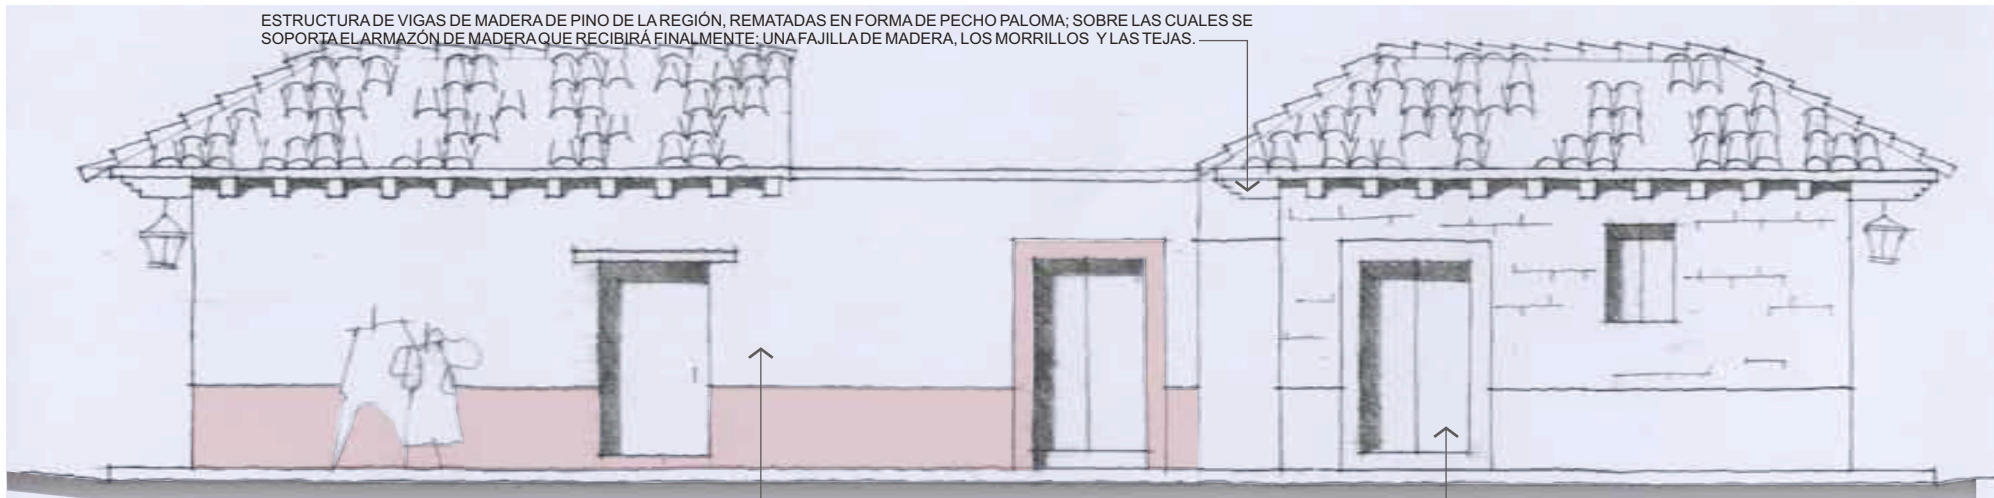 ESTRUCTURA DE VIGAS DE MADERA DE PINO DE LA REGIÓN, REMATADAS EN FORMA DE PECHO PALOMA; SOBRE LAS CUALES SE
SOPORTA EL ARMAZÓN DE MADERA QUE RECIBIRÁ FINALMENTE: UNA FAJILLA DE MADERA, LOS MORRILLOS Y LAS TEJAS.